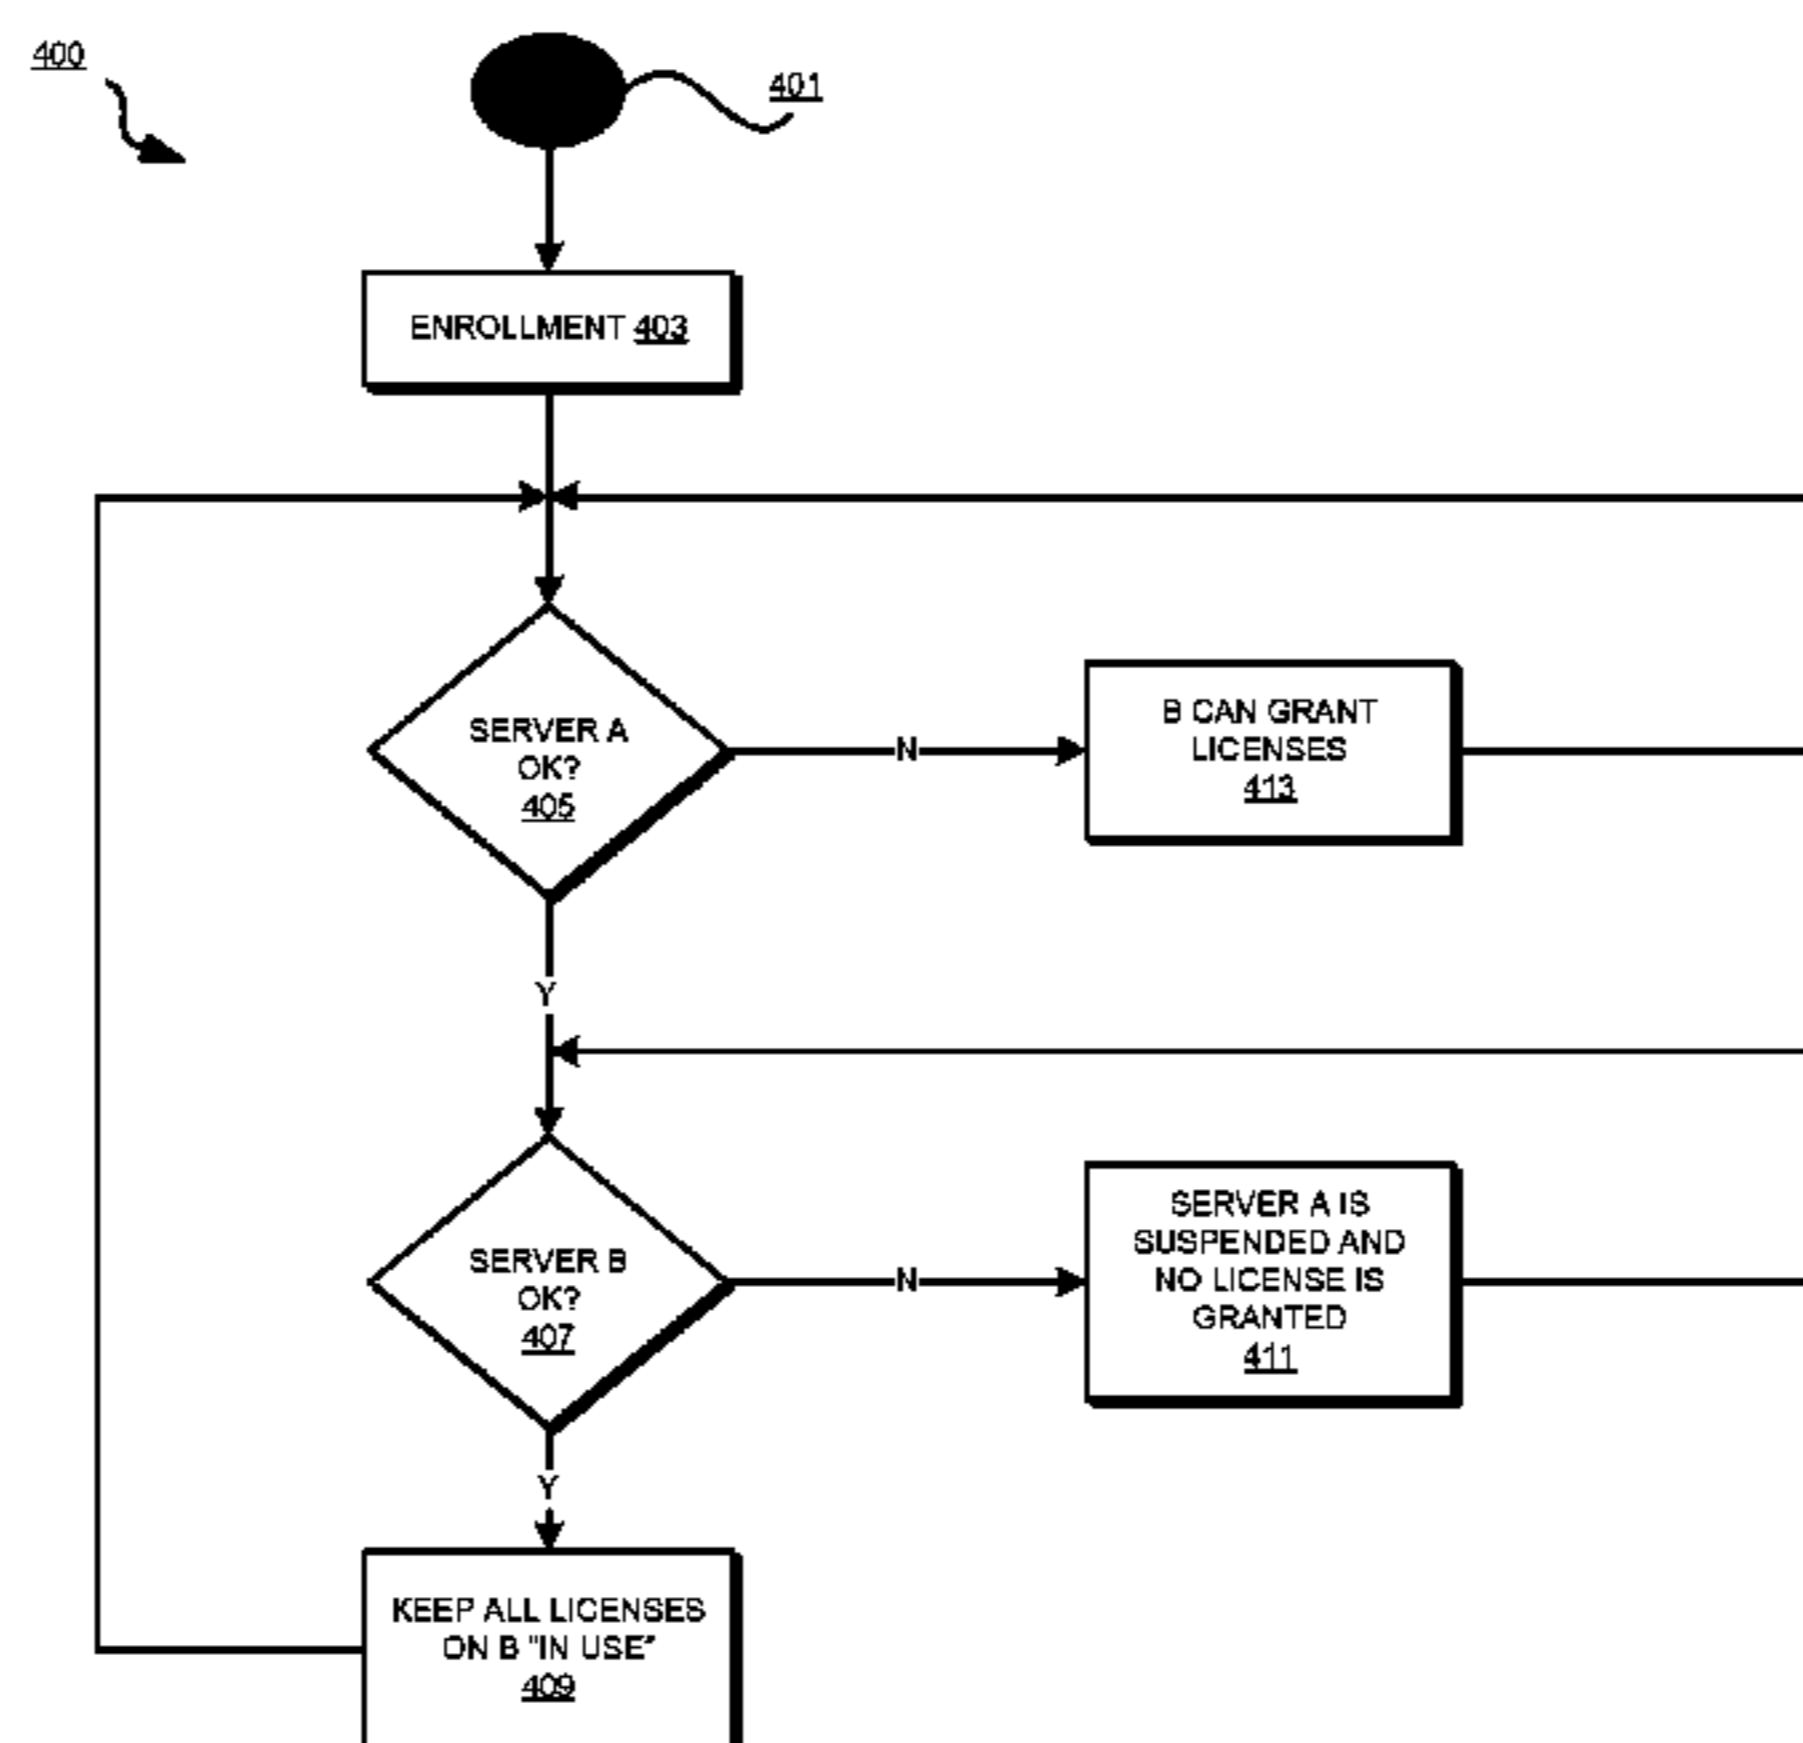 400
401
ENROLLMENT 403
SERVER A
OK?
405
N
B CAN GRANT
LICENSES
413
Y
SERVER B
OK?
407
N
SERVER A IS
SUSPENDED AND
NO LICENSE IS
GRANTED
411
Y
KEEP ALL LICENSES
ON B "IN USE"
409